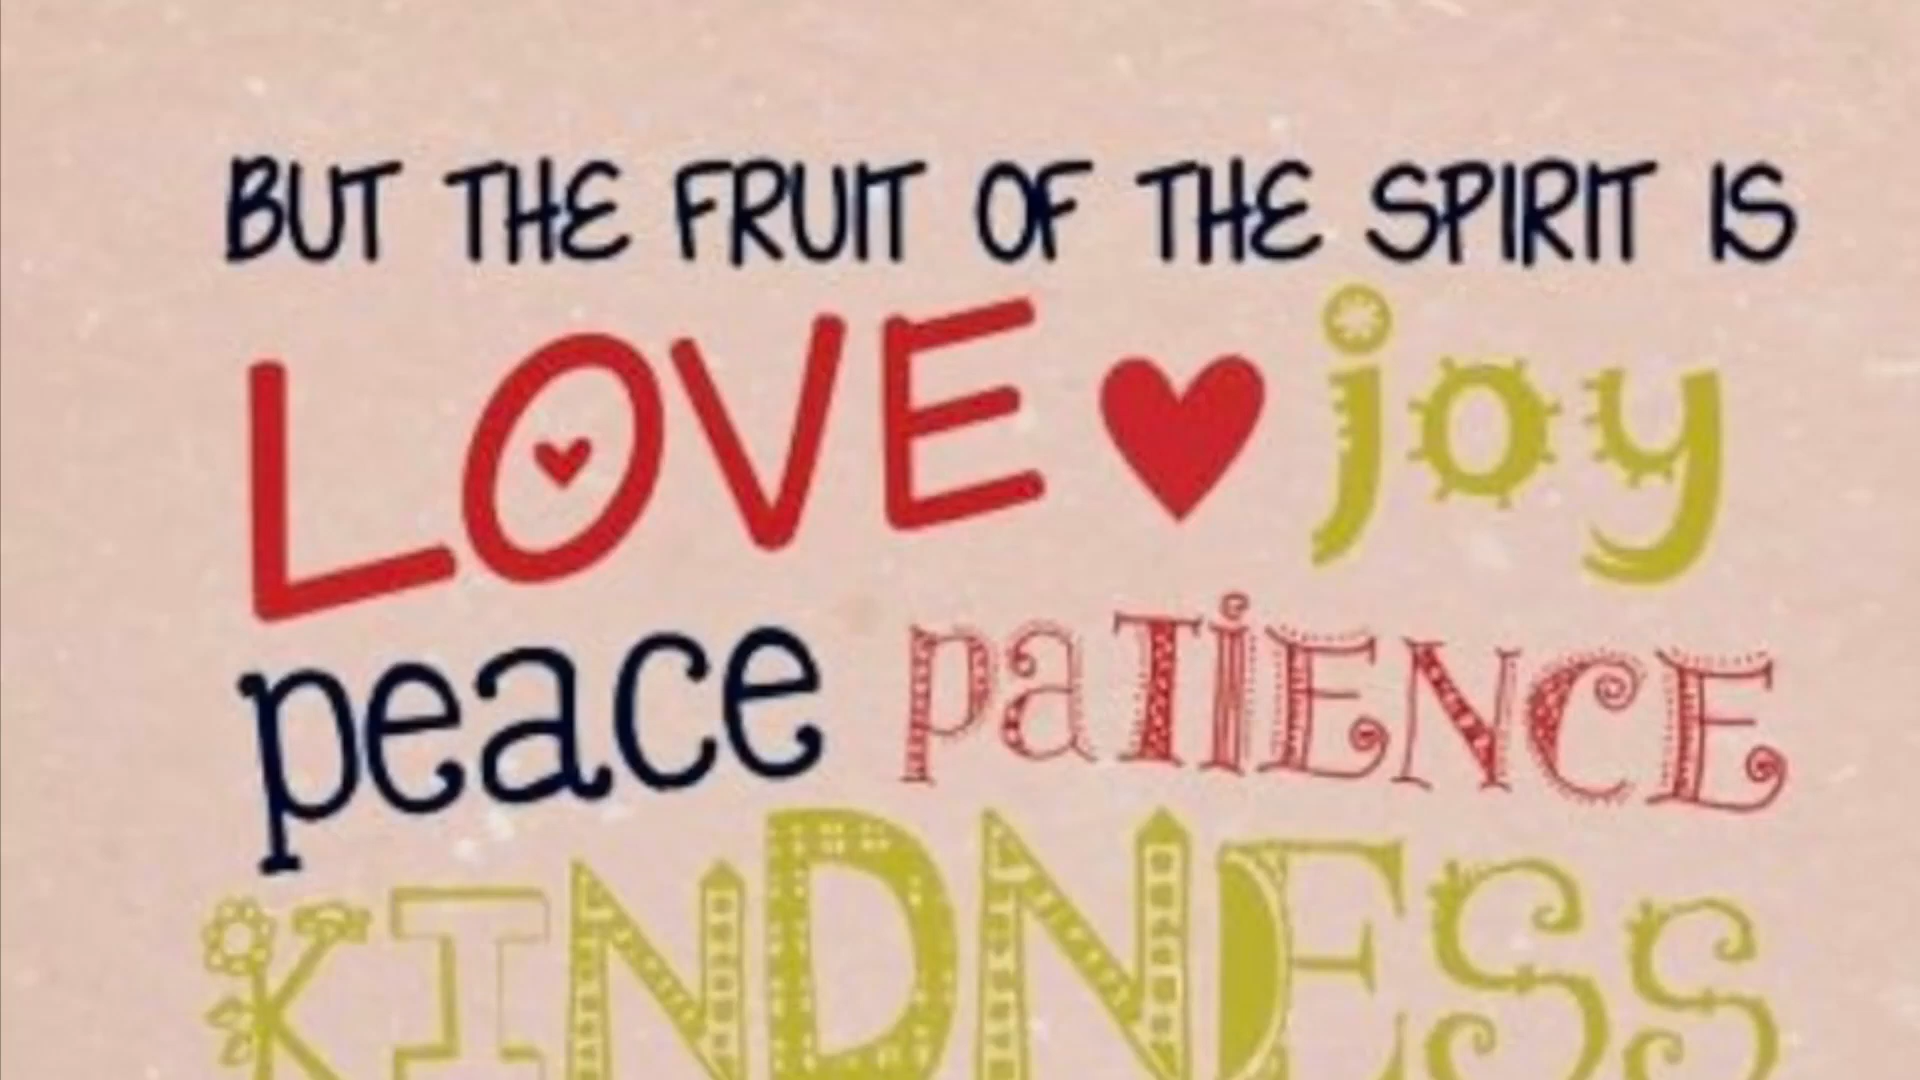 BUT THE FRUIT OF THE SPIRIT IS
LOVE joy
peace paTiENCE
KINDNESS